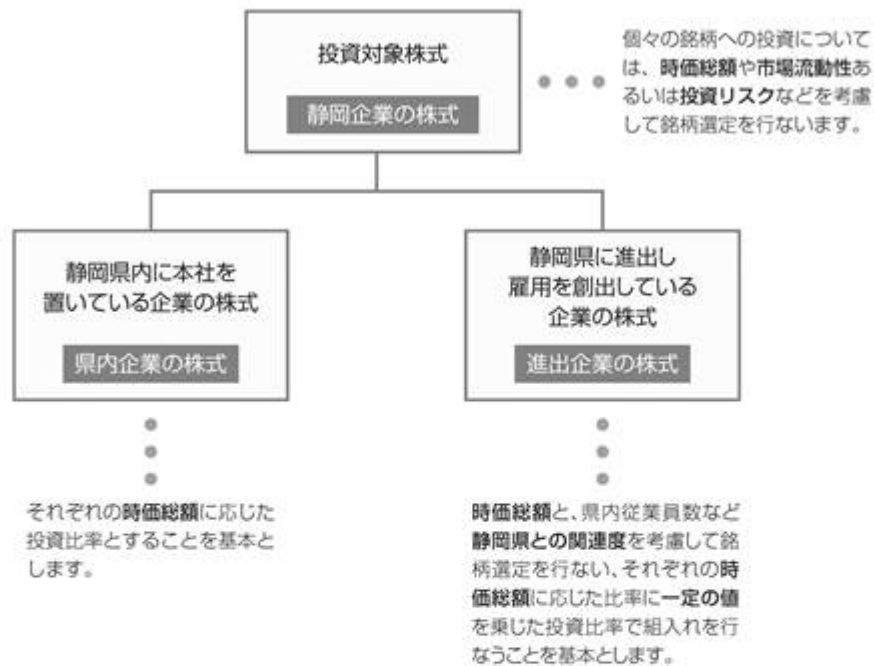 投資対象株式
静岡企業の株式
個々の銘柄への投資について
は、時価総額や市場流動性あ
るいは投資リスクなどを考慮
して銘柄選定を行ないます。
静岡県内に本社を
置いている企業の株式
県内企業の株式
それぞれの時価総額に応じた
投資比率とすることを基本と
します。
静岡県に進出し
雇用を創出している
企業の株式
進出企業の株式
時価総額と、県内従業員数など
静岡県との関連度を考慮して銘
柄選定を行ない、それぞれの時
価総額に応じた比率に一定の値
を乗じた投資比率で組入れを行
なうことを基本とします。